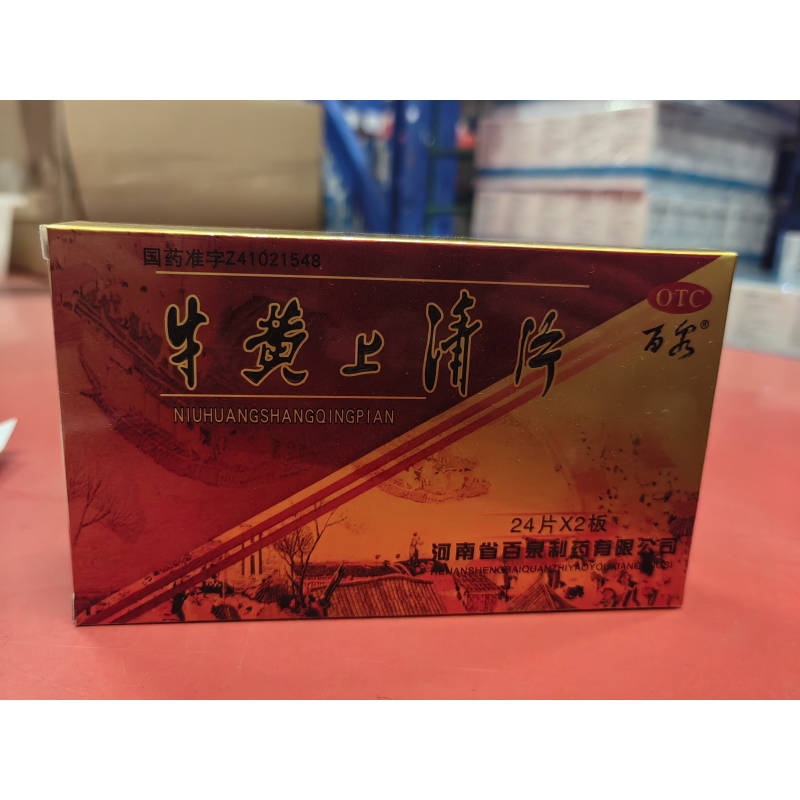 国药准字Z41021548
牛黄上清片
NIUHUANGSHANGQINGPIAN
OTC
百泉®
24片X2板
河南省百泉制药有限公司
HENANSHENGBAIQUANZHIYAOYOUXIANGONGSI